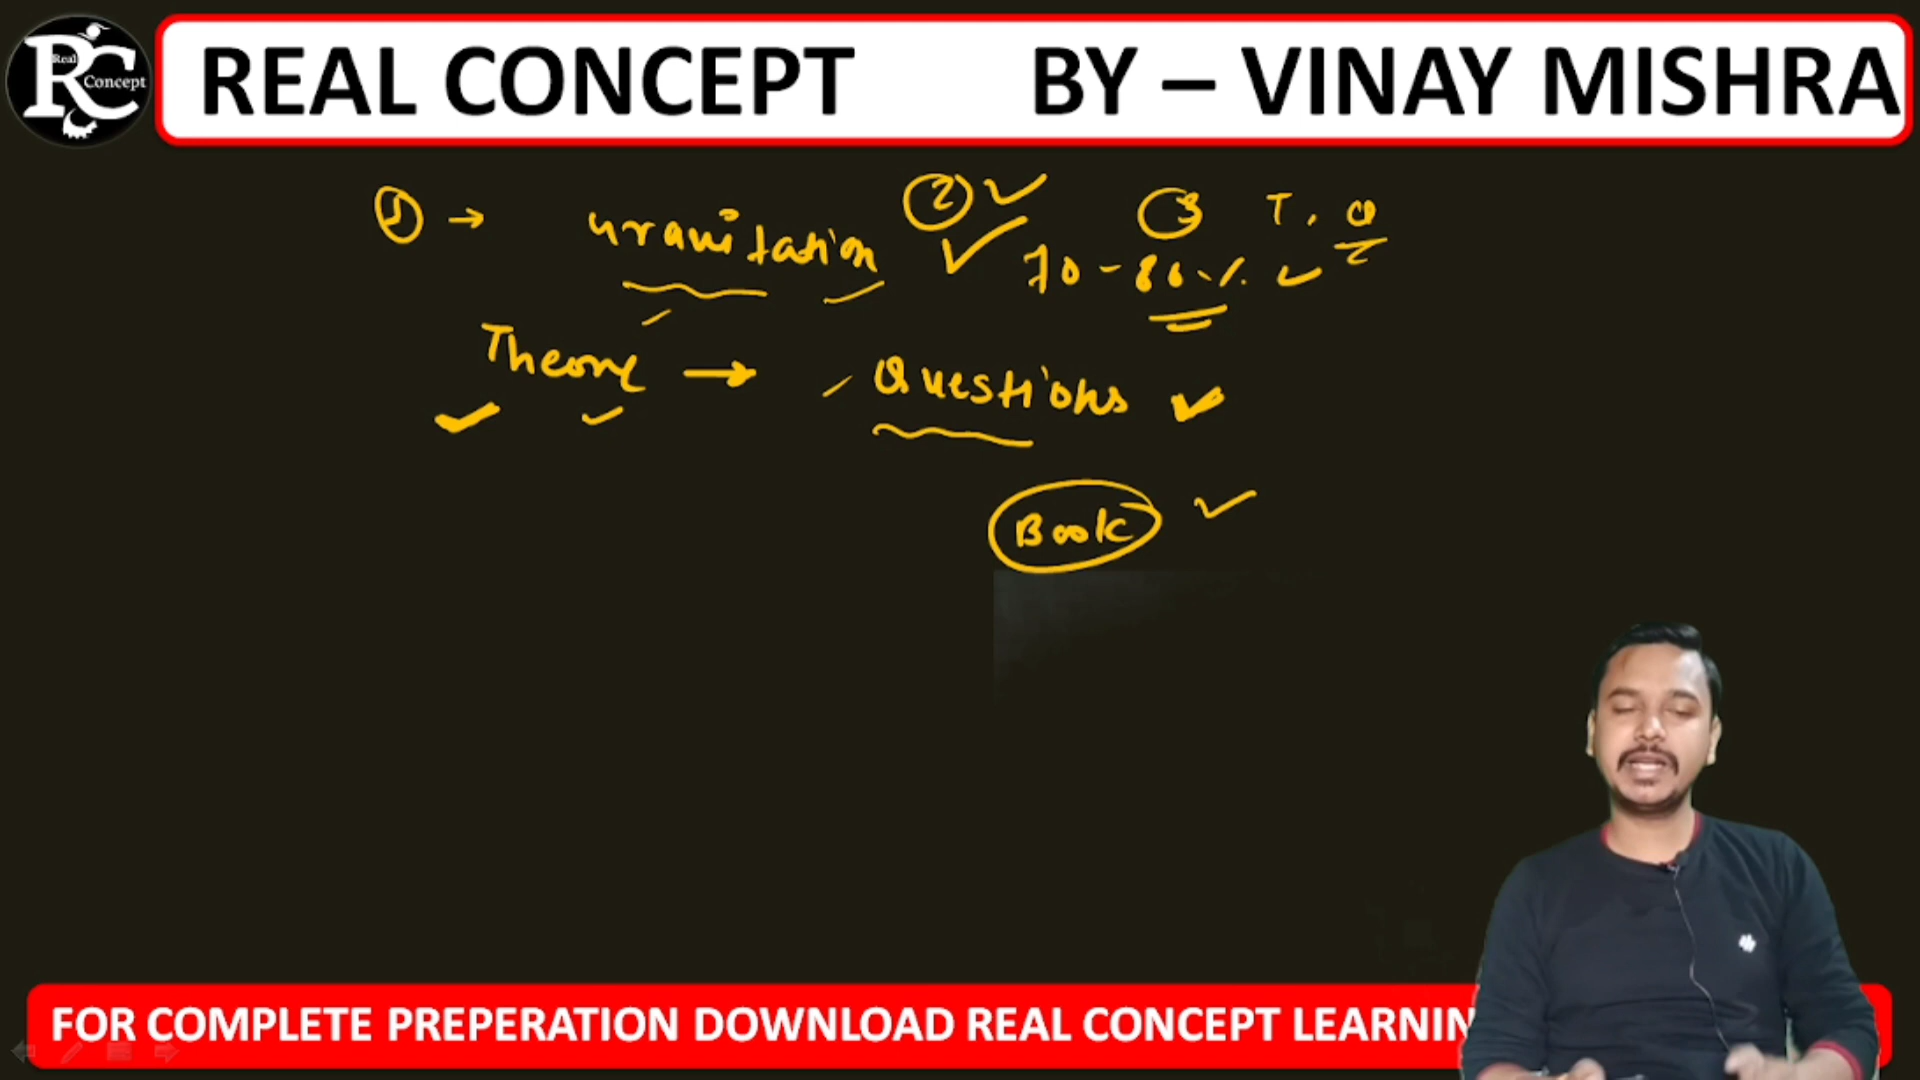 Real
Concept
REAL CONCEPT BY – VINAY MISHRA
1 → Gravitation 2 3 T. Q
70 - 80 %
Theory → Questions
Book
FOR COMPLETE PREPERATION DOWNLOAD REAL CONCEPT LEARNIN